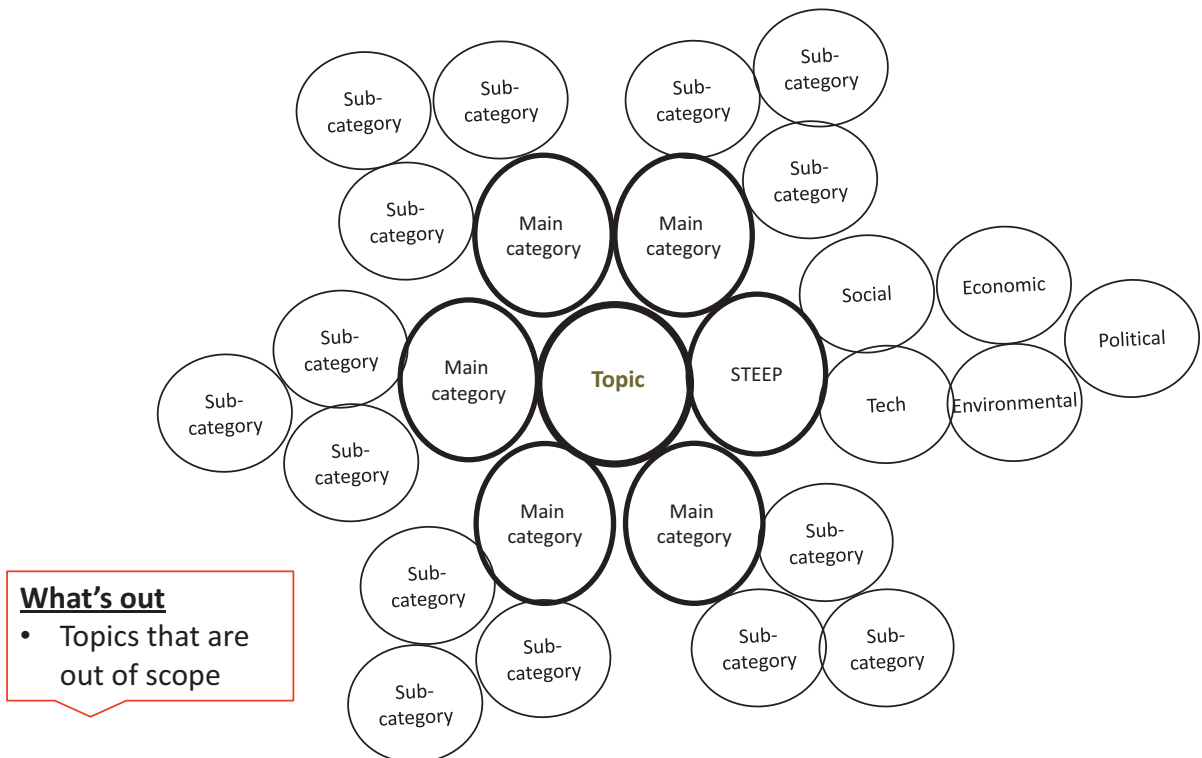 Sub-
category
Sub-
category
Sub-
category
Main
category
Sub-
category
Sub-
category
Sub-
category
Main
category
Social
Economic
Political
STEEP
Tech
Environmental
Topic
Main
category
Sub-
category
Sub-
category
Sub-
category
Main
category
Sub-
category
Sub-
category
Sub-
category
Main
category
Sub-
category
Sub-
category
Sub-
category
What's out
• Topics that are
out of scope